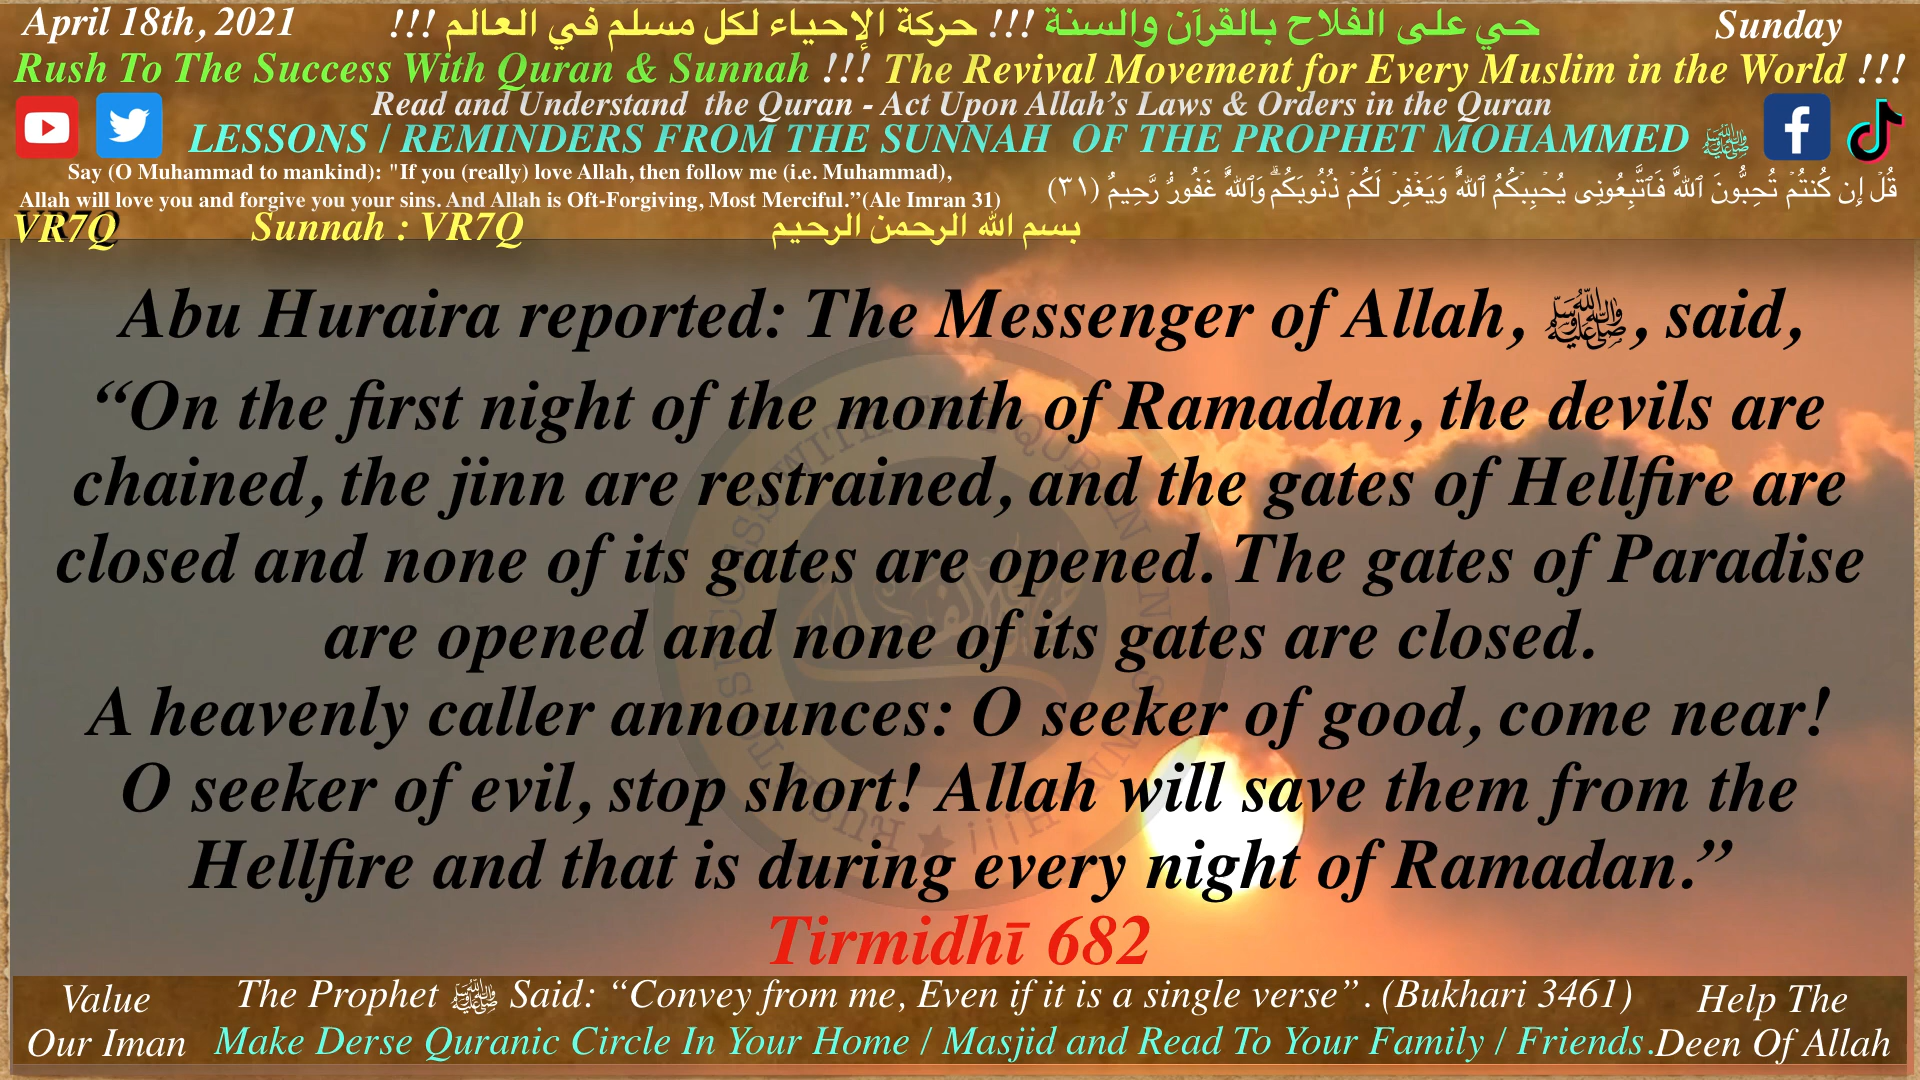 April 18th, 2021
حي على الفلاح بالقرآن والسنة !!! حركة الإحياء لكل مسلم في العالم !!!
Sunday
Rush To The Success With Quran & Sunnah !!! The Revival Movement for Every Muslim in the World !!!
Read and Understand the Quran - Act Upon Allah’s Laws & Orders in the Quran
LESSONS / REMINDERS FROM THE SUNNAH OF THE PROPHET MOHAMMED ﷺ
Say (O Muhammad to mankind): "If you (really) love Allah, then follow me (i.e. Muhammad),
Allah will love you and forgive you your sins. And Allah is Oft-Forgiving, Most Merciful.”(Ale Imran 31)
قُلْ إِن كُنتُمْ تُحِبُّونَ ٱللَّهَ فَٱتَّبِعُونِى يُحْبِبْكُمُ ٱللَّهُ وَيَغْفِرْ لَكُمْ ذُنُوبَكُمْ ۗ وَٱللَّهُ غَفُورٌ رَّحِيمٌ (٣١)
VR7Q
Sunnah : VR7Q
بسم الله الرحمن الرحيم
Abu Huraira reported: The Messenger of Allah, ﷺ, said,
“On the first night of the month of Ramadan, the devils are
chained, the jinn are restrained, and the gates of Hellfire are
closed and none of its gates are opened. The gates of Paradise
are opened and none of its gates are closed.
A heavenly caller announces: O seeker of good, come near!
O seeker of evil, stop short! Allah will save them from the
Hellfire and that is during every night of Ramadan.”
Tirmidhī 682
Value
Our Iman
The Prophet ﷺ Said: “Convey from me, Even if it is a single verse”. (Bukhari 3461)
Make Derse Quranic Circle In Your Home / Masjid and Read To Your Family / Friends.
Help The
Deen Of Allah